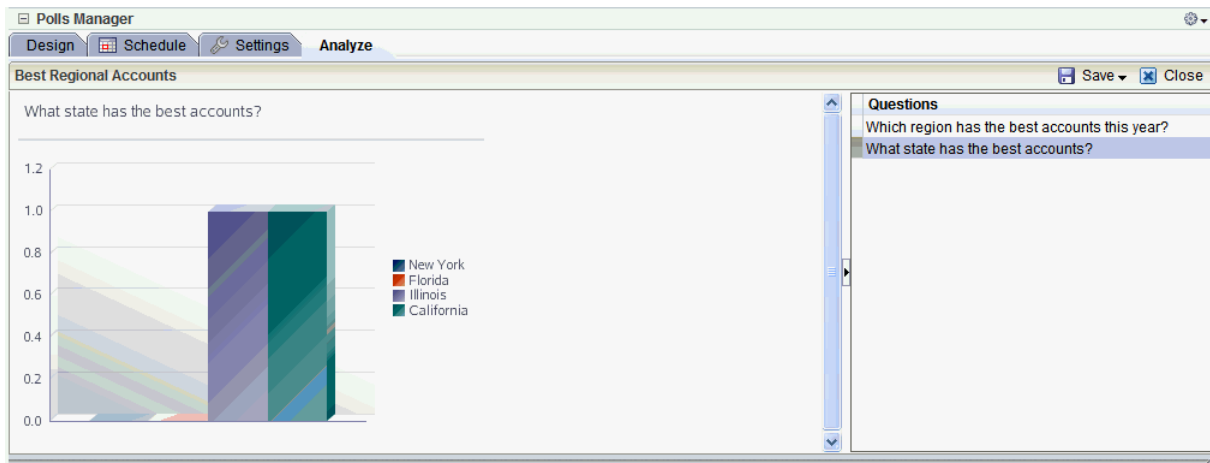 Polls Manager
Design Schedule Settings Analyze
Best Regional Accounts Save Close
What state has the best accounts?
1.2
1.0
0.8
0.6
0.4
0.2
0.0
New York
Florida
Illinois
California
Questions
Which region has the best accounts this year?
What state has the best accounts?